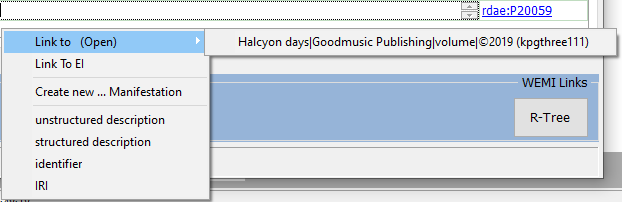 rdae:P20059
Link to (Open)
Halcyon days|Goodmusic Publishing|volume|©2019 (kpgthree111)
Link To EI
Create new ... Manifestation
WEMI Links
unstructured description
R-Tree
structured description
identifier
IRI